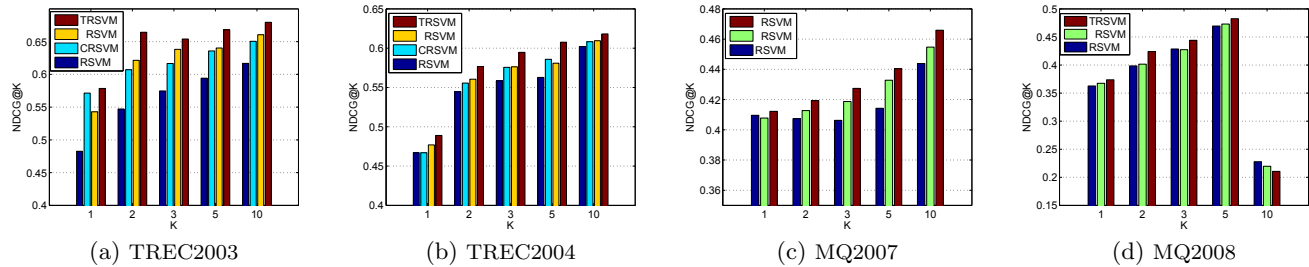 NDCG@K
0.65
0.6
0.55
0.5
0.45
0.4
TRSVM
RSVM
CRSVM
RSVM
1 2 3 5 10
K
(a) TREC2003
NDCG@K
0.65
0.6
0.55
0.5
0.45
0.4
TRSVM
RSVM
CRSVM
RSVM
1 2 3 5 10
K
(b) TREC2004
NDCG@K
0.48
0.46
0.44
0.42
0.4
0.38
0.36
RSVM
RSVM
RSVM
1 2 3 5 10
K
(c) MQ2007
NDCG@K
0.5
0.45
0.4
0.35
0.3
0.25
0.2
0.15
TRSVM
RSVM
RSVM
1 2 3 5 10
K
(d) MQ2008